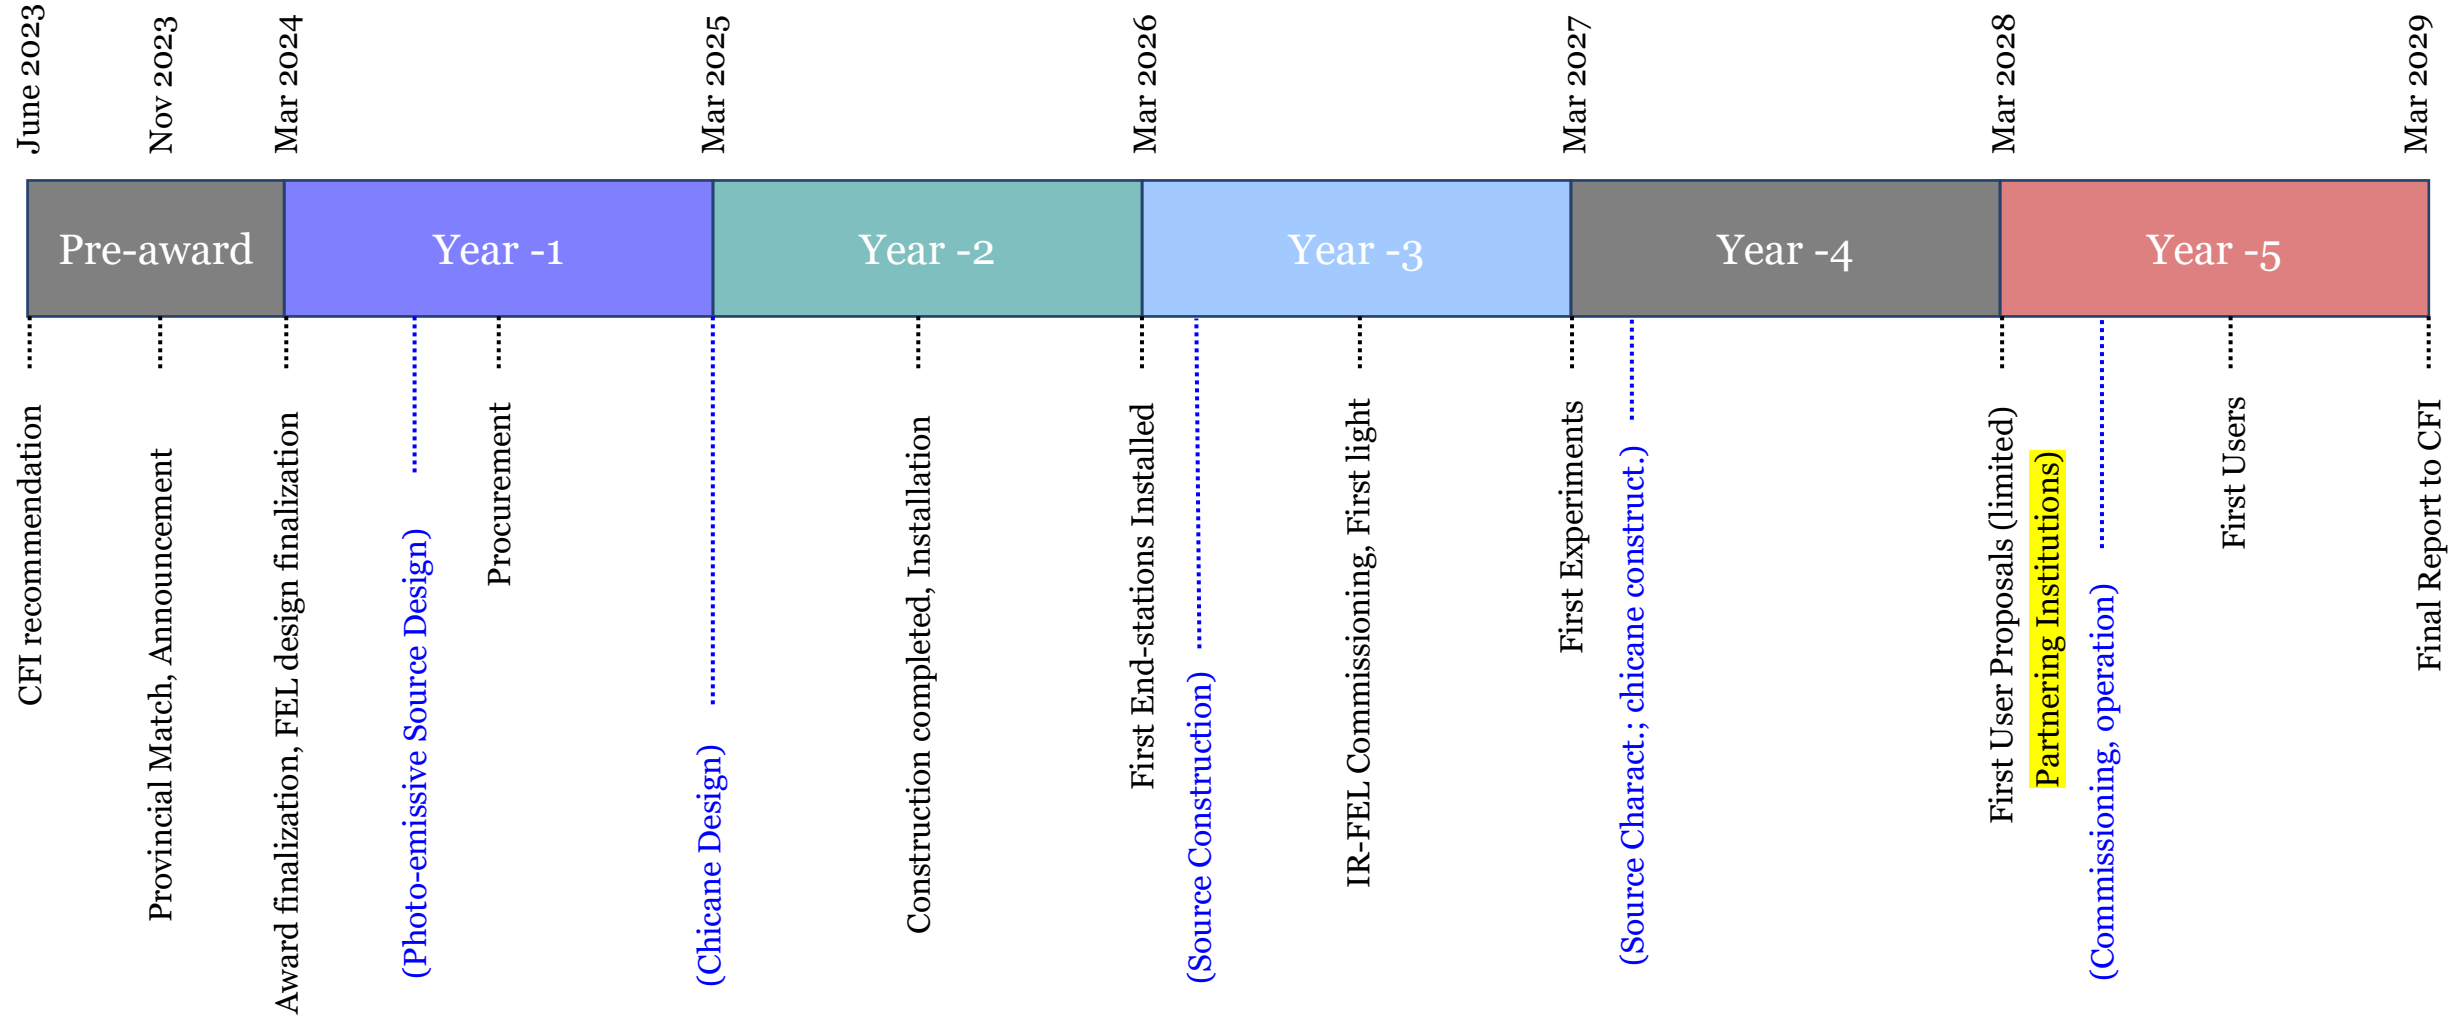 June 2023
Nov 2023
Mar 2024
Mar 2025
Mar 2026
Mar 2027
Mar 2028
Mar 2029
Pre-award
Year -1
Year -2
Year -3
Year -4
Year -5
CFI recommendation
Provincial Match, Announcement
Award finalization, FEL design finalization
(Photo-emissive Source Design)
Procurement
(Chicane Design)
Construction completed, Installation
First End-stations Installed
(Source Construction)
IR-FEL Commissioning, First light
First Experiments
(Source Charact.; chicane construct.)
First User Proposals (limited)
Partnering Institutions)
(Commissioning, operation)
First Users
Final Report to CFI